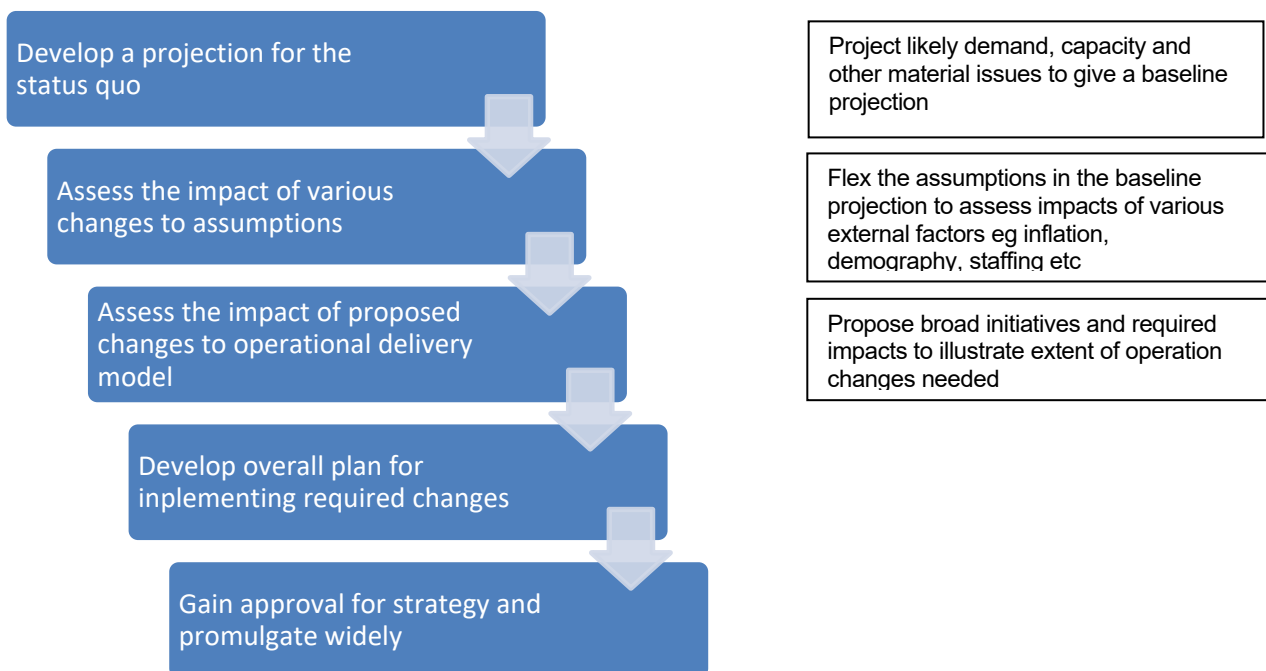 Develop a projection for the
status quo
Project likely demand, capacity and
other material issues to give a baseline
projection
Assess the impact of various
changes to assumptions
Flex the assumptions in the baseline
projection to assess impacts of various
external factors eg inflation,
demography, staffing etc
Assess the impact of proposed
changes to operational delivery
model
Propose broad initiatives and required
impacts to illustrate extent of operation
changes needed
Develop overall plan for
inplementing required changes
Gain approval for strategy and
promulgate widely